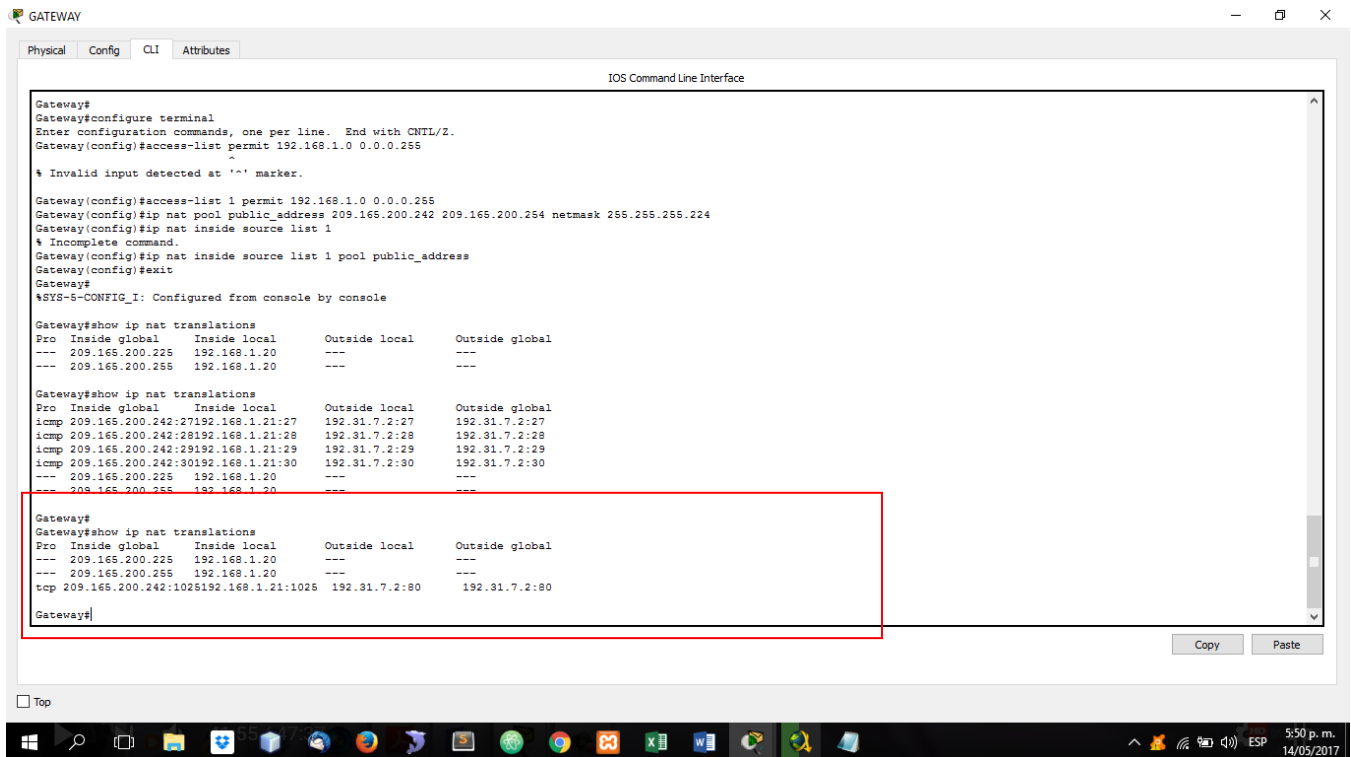 GATEWAY
Physical Config CLI Attributes
IOS Command Line Interface
Gateway#
Gateway#configure terminal
Enter configuration commands, one per line. End with CNTL/Z.
Gateway(config)#access-list permit 192.168.1.0 0.0.0.255
^
% Invalid input detected at '^' marker.
Gateway(config)#access-list 1 permit 192.168.1.0 0.0.0.255
Gateway(config)#ip nat pool public_address 209.165.200.242 209.165.200.254 netmask 255.255.255.224
Gateway(config)#ip nat inside source list 1
% Incomplete command.
Gateway(config)#ip nat inside source list 1 pool public_address
Gateway(config)#exit
Gateway#
%SYS-5-CONFIG_I: Configured from console by console
Gateway#show ip nat translations
Pro Inside global Inside local Outside local Outside global
--- 209.165.200.225 192.168.1.20 --- ---
--- 209.165.200.255 192.168.1.20 --- ---
Gateway#show ip nat translations
Pro Inside global Inside local Outside local Outside global
icmp 209.165.200.242:27192.168.1.21:27 192.31.7.2:27 192.31.7.2:27
icmp 209.165.200.242:28192.168.1.21:28 192.31.7.2:28 192.31.7.2:28
icmp 209.165.200.242:29192.168.1.21:29 192.31.7.2:29 192.31.7.2:29
icmp 209.165.200.242:30192.168.1.21:30 192.31.7.2:30 192.31.7.2:30
--- 209.165.200.225 192.168.1.20 --- ---
--- 209.165.200.255 192.168.1.20 --- ---
Gateway#
Gateway#show ip nat translations
Pro Inside global Inside local Outside local Outside global
--- 209.165.200.225 192.168.1.20 --- ---
--- 209.165.200.255 192.168.1.20 --- ---
tcp 209.165.200.242:1025192.168.1.21:1025 192.31.7.2:80 192.31.7.2:80
Gateway#
Copy Paste
Top
ESP
5:50 p. m.
14/05/2017